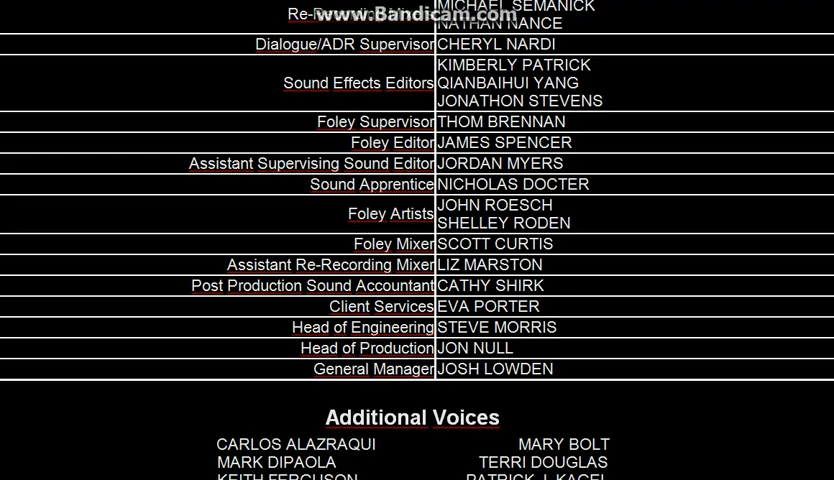 www.Bandicam.com
MICHAEL SEMANICK
NATHAN NANCE
Dialogue/ADR Supervisor CHERYL NARDI
KIMBERLY PATRICK
Sound Effects Editors QIANBAIHUI YANG
JONATHON STEVENS
Foley Supervisor THOM BRENNAN
Foley Editor JAMES SPENCER
Assistant Supervising Sound Editor JORDAN MYERS
Sound Apprentice NICHOLAS DOCTER
Foley Artists JOHN ROESCH
SHELLEY RODEN
Foley Mixer SCOTT CURTIS
Assistant Re-Recording Mixer LIZ MARSTON
Post Production Sound Accountant CATHY SHIRK
Client Services EVA PORTER
Head of Engineering STEVE MORRIS
Head of Production JON NULL
General Manager JOSH LOWDEN
Additional Voices
CARLOS ALAZRAQUI MARY BOLT
MARK DIPAOLA TERRI DOUGLAS
KEITH FERGUSON PATRICK J. KAGEL